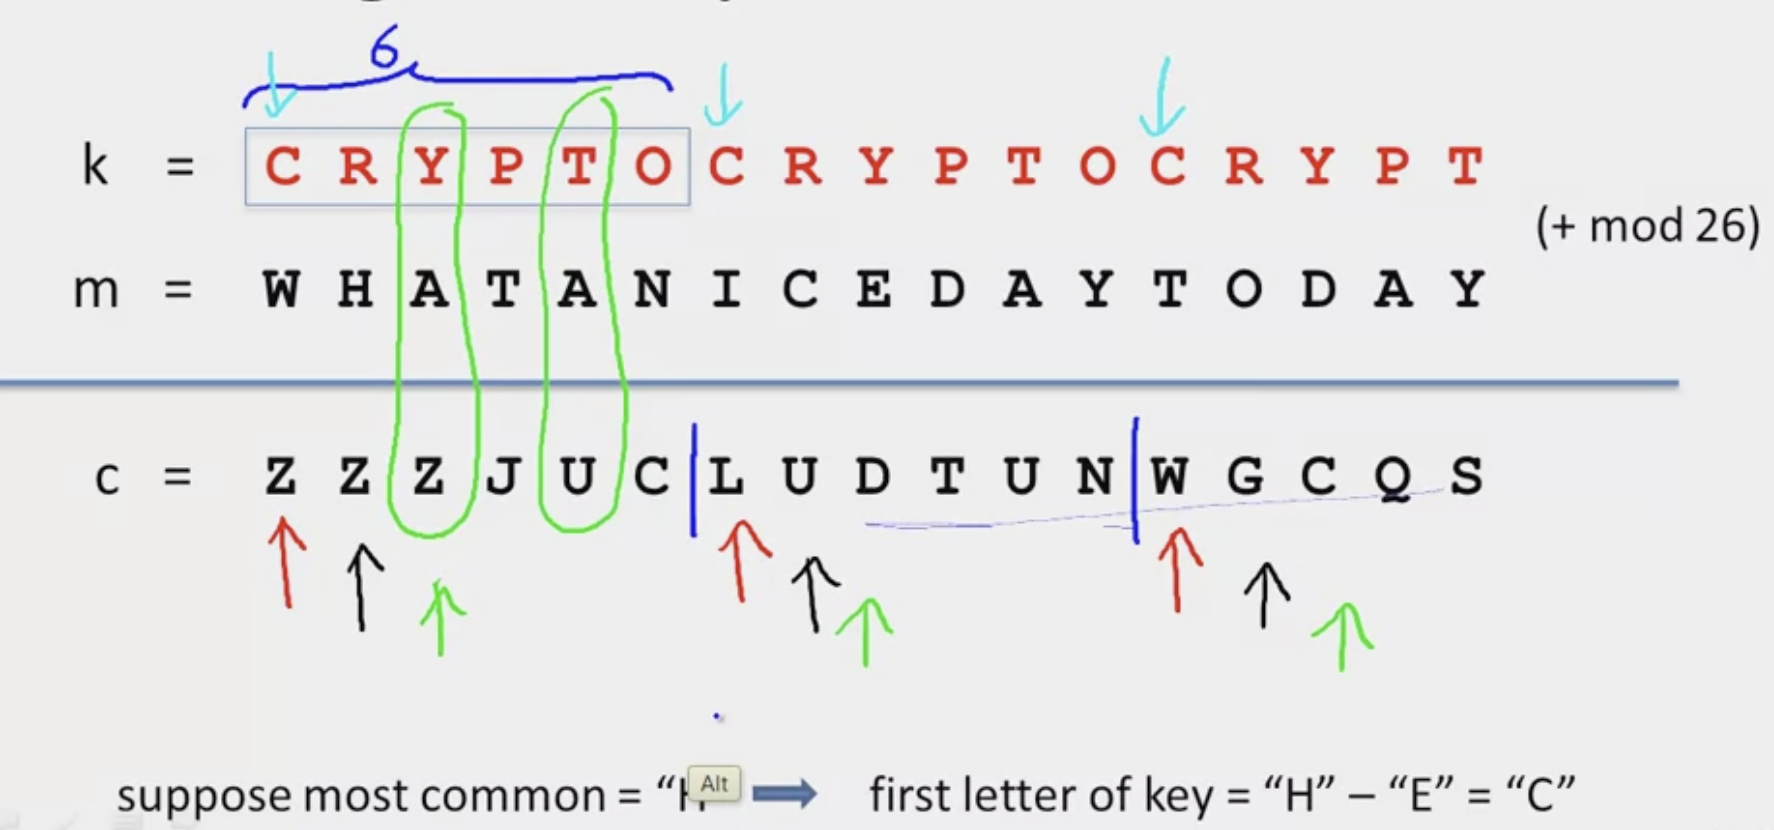 6
k = C R Y P T O C R Y P T O C R Y P T
(+ mod 26)
m = W H A T A N I C E D A Y T O D A Y
c = Z Z Z J U C L U D T U N W G C Q S
suppose most common = “H Alt first letter of key = “H” – “E” = “C”